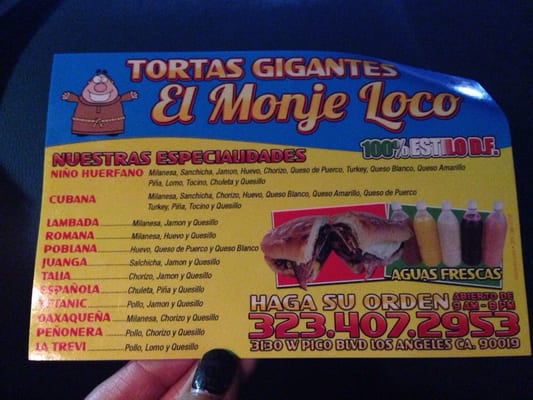 TORTAS GIGANTES
El Monje Loco
100% ESTILO D.F.
NUESTRAS ESPECIALIDADES
NIÑO HUERFANO Milanesa, Sanchicha, Jamon, Huevo, Chorizo, Queso de Puerco, Turkey, Queso Blanco, Queso Amarillo
Piña, Lomo, Tocino, Chuleta y Quesillo
CUBANA Milanesa, Sanchicha, Chorizo, Huevo, Queso Blanco, Queso Amarillo, Queso de Puerco
Turkey, Piña, Tocino y Quesillo
LAMBADA Milanesa, Jamon y Quesillo
ROMANA Milanesa, Huevo y Quesillo
POBLANA Huevo, Queso de Puerco y Queso Blanco
JUANGA Salchicha, Jamon y Quesillo
TALIA Chorizo, Jamon y Quesillo
ESPAÑOLA Chuleta, Piña y Quesillo
TETANIC Pollo, Jamon y Quesillo
OAXAQUEÑA Milanesa, Chorizo y Quesillo
PEÑONERA Pollo, Chorizo y Quesillo
LA TREVI Pollo, Lomo y Quesillo
AGUAS FRESCAS
HAGA SU ORDEN ABIERTO DE
9 AM - 8 PM
323.407.2953
3130 W PICO BLVD LOS ANGELES CA. 90019